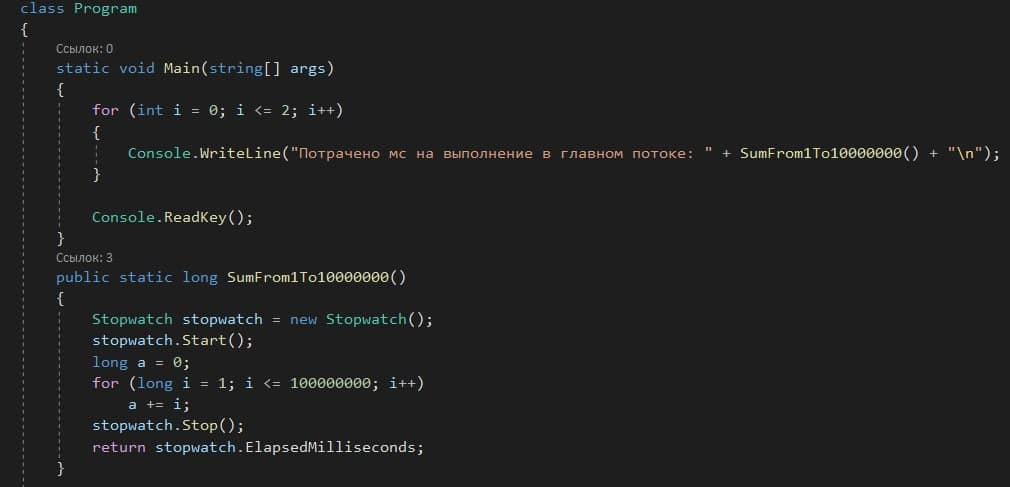 class Program
{
Ссылок: 0
static void Main(string[] args)
{
for (int i = 0; i <= 2; i++)
{
Console.WriteLine("Потрачено мс на выполнение в главном потоке: " + SumFrom1To10000000() + "\n");
}
Console.ReadKey();
}
Ссылок: 3
public static long SumFrom1To10000000()
{
Stopwatch stopwatch = new Stopwatch();
stopwatch.Start();
long a = 0;
for (long i = 1; i <= 100000000; i++)
a += i;
stopwatch.Stop();
return stopwatch.ElapsedMilliseconds;
}